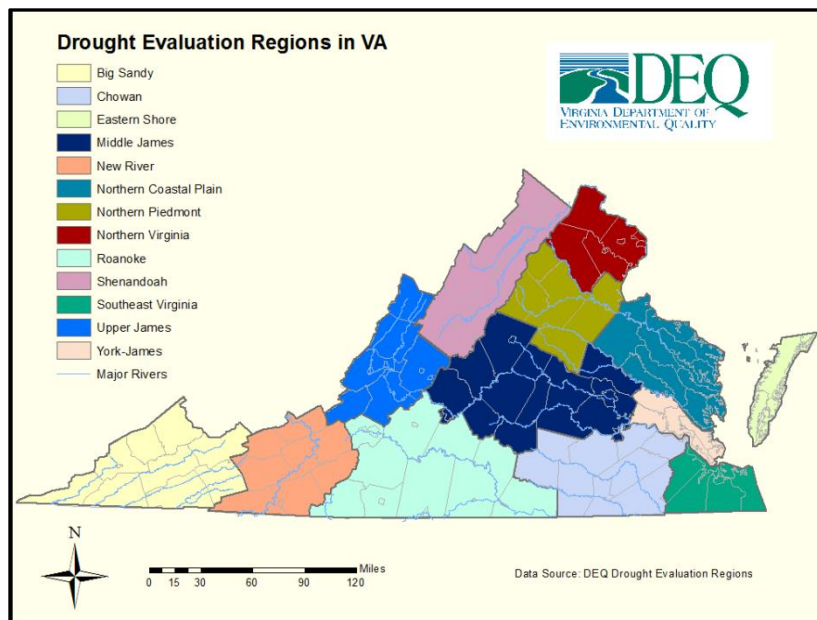 Drought Evaluation Regions in VA
Big Sandy
Chowan
Eastern Shore
Middle James
New River
Northern Coastal Plain
Northern Piedmont
Northern Virginia
Roanoke
Shenandoah
Southeast Virginia
Upper James
York-James
Major Rivers
DEQ
VIRGINIA DEPARTMENT OF
ENVIRONMENTAL QUALITY
N
Miles
0 15 30 60 90 120
Data Source: DEQ Drought Evaluation Regions